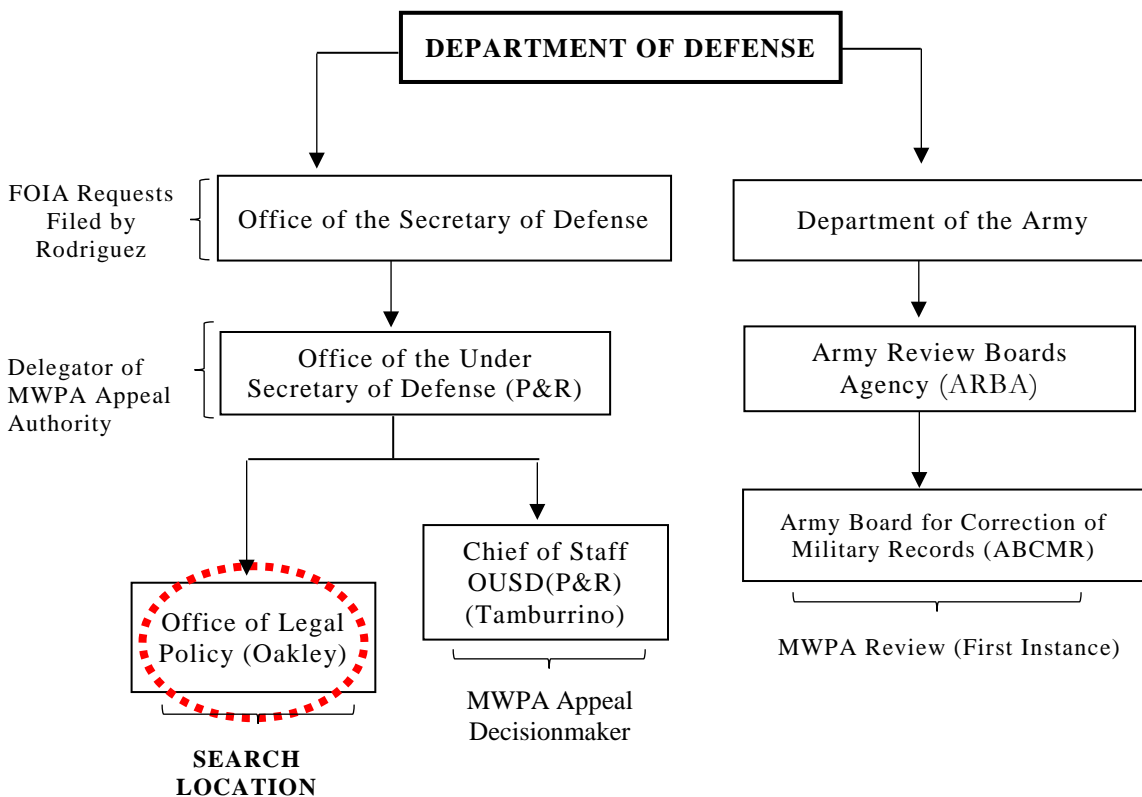 DEPARTMENT OF DEFENSE
FOIA Requests
Filed by
Rodriguez
Office of the Secretary of Defense
Department of the Army
Delegator of
MWPA Appeal
Authority
Office of the Under
Secretary of Defense (P&R)
Army Review Boards
Agency (ARBA)
Office of Legal
Policy (Oakley)
Chief of Staff
OUSD(P&R)
(Tamburrino)
Army Board for Correction of
Military Records (ABCMR)
SEARCH
LOCATION
MWPA Appeal
Decisionmaker
MWPA Review (First Instance)